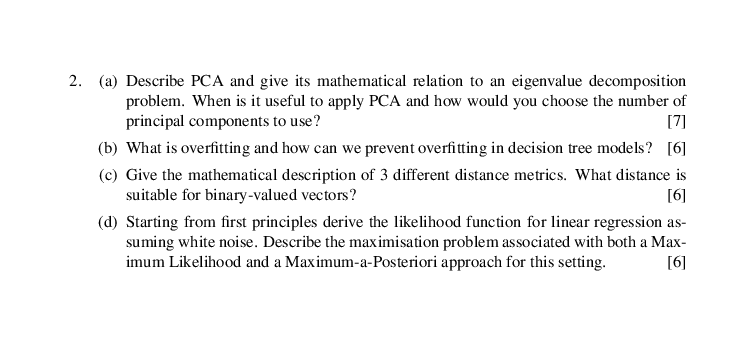 2. (a) Describe PCA and give its mathematical relation to an eigenvalue decomposition
problem. When is it useful to apply PCA and how would you choose the number of
principal components to use? [7]
(b) What is overfitting and how can we prevent overfitting in decision tree models? [6]
(c) Give the mathematical description of 3 different distance metrics. What distance is
suitable for binary-valued vectors? [6]
(d) Starting from first principles derive the likelihood function for linear regression as-
suming white noise. Describe the maximisation problem associated with both a Max-
imum Likelihood and a Maximum-a-Posteriori approach for this setting. [6]